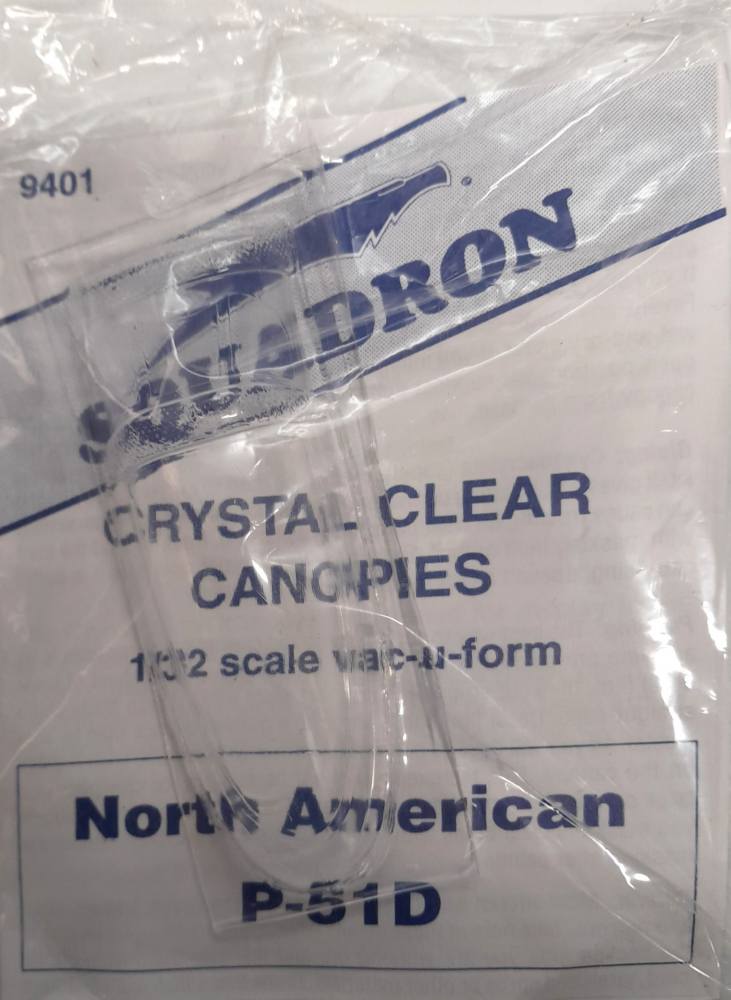 9401
SQUADRON
CRYSTAL CLEAR
CANOPIES
1/32 scale vac-u-form
North American
P-51D